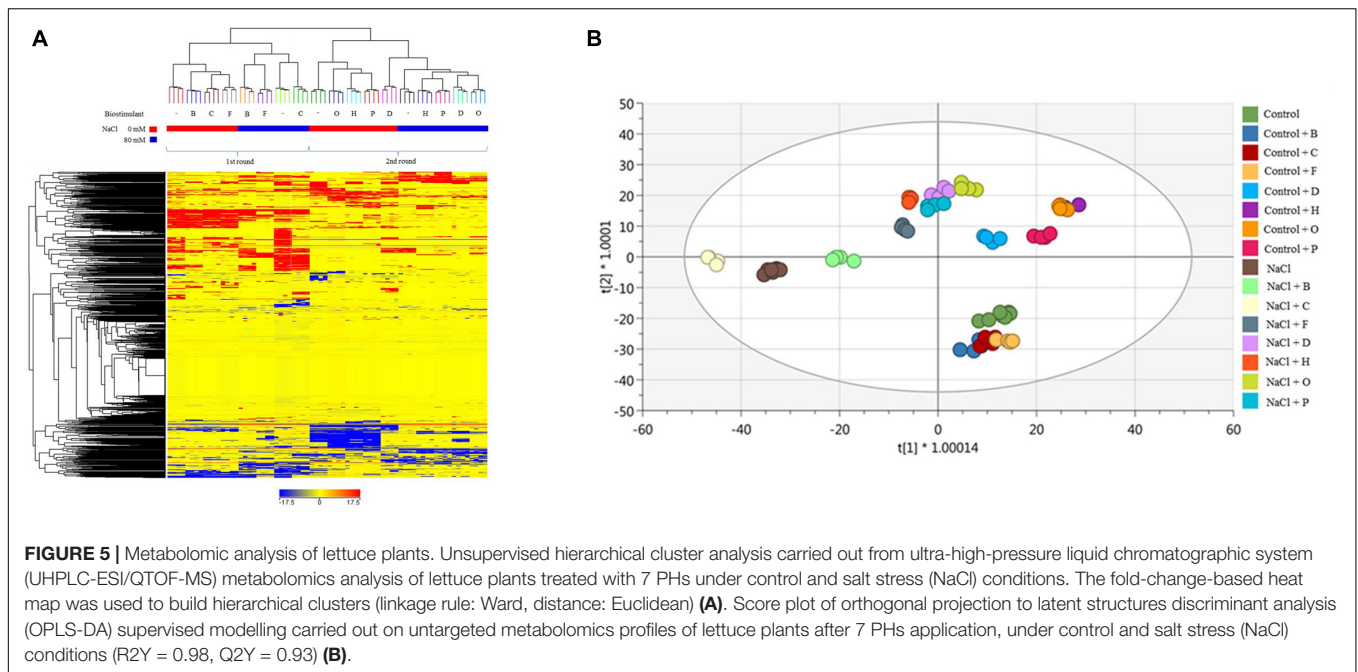 A
Biostimulant - B C F B F - C - O H P D - H P D O
NaCl 0 mM
80 mM
1st round 2nd round
-17.5 0 17.5
B
50
40
30
20
10
0
-10
-20
-30
-40
-50
t[2] * 1.0001
-60 -40 -20 0 20 40 60
t[1] * 1.00014
Control
Control + B
Control + C
Control + F
Control + D
Control + H
Control + O
Control + P
NaCl
NaCl + B
NaCl + C
NaCl + F
NaCl + D
NaCl + H
NaCl + O
NaCl + P
FIGURE 5 | Metabolomic analysis of lettuce plants. Unsupervised hierarchical cluster analysis carried out from ultra-high-pressure liquid chromatographic system
(UHPLC-ESI/QTOF-MS) metabolomics analysis of lettuce plants treated with 7 PHs under control and salt stress (NaCl) conditions. The fold-change-based heat
map was used to build hierarchical clusters (linkage rule: Ward, distance: Euclidean) (A). Score plot of orthogonal projection to latent structures discriminant analysis
(OPLS-DA) supervised modelling carried out on untargeted metabolomics profiles of lettuce plants after 7 PHs application, under control and salt stress (NaCl)
conditions (R2Y = 0.98, Q2Y = 0.93) (B).